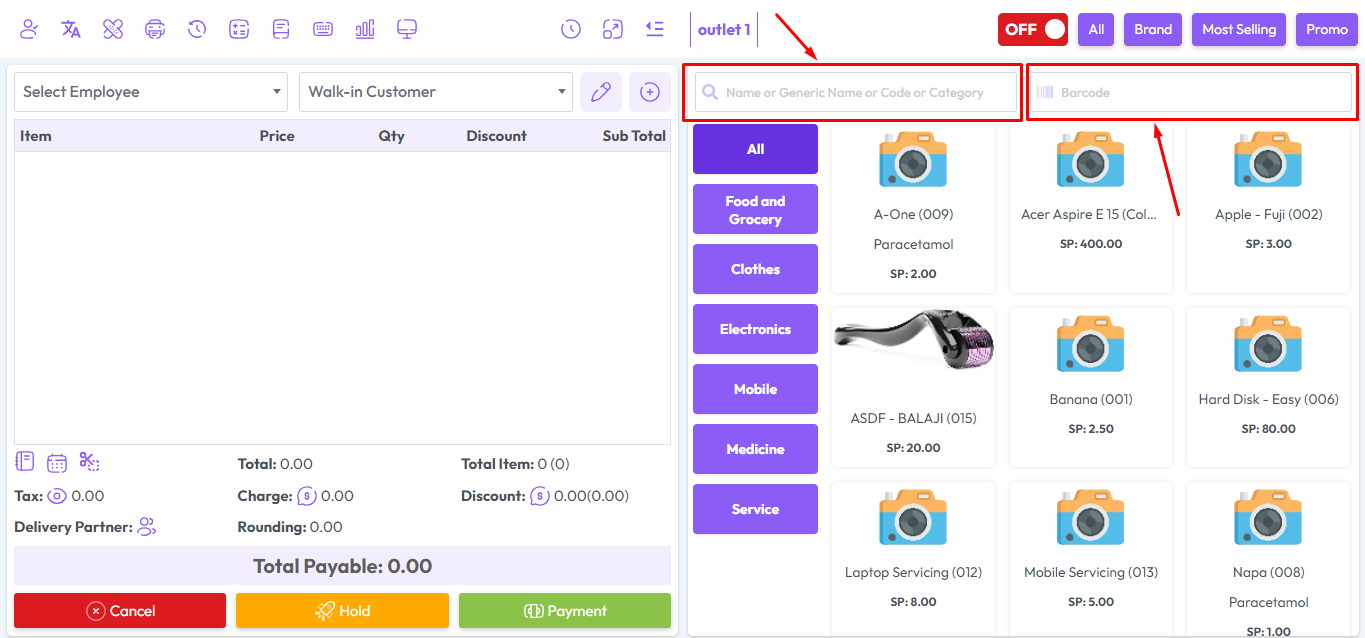 outlet 1
OFF
All
Brand
Most Selling
Promo
Select Employee
Walk-in Customer
Item Price Qty Discount Sub Total
Total: 0.00
Total Item: 0 (0)
Tax: 0.00
Charge: 0.00
Discount: 0.00(0.00)
Delivery Partner:
Rounding: 0.00
Total Payable: 0.00
Cancel
Hold
Payment
Name or Generic Name or Code or Category
Barcode
All
Food and
Grocery
Clothes
Electronics
Mobile
Medicine
Service
A-One (009)
Paracetamol
SP: 2.00
Acer Aspire E 15 (Col...
SP: 400.00
Apple - Fuji (002)
SP: 3.00
ASDF - BALAJI (015)
SP: 20.00
Banana (001)
SP: 2.50
Hard Disk - Easy (006)
SP: 80.00
Laptop Servicing (012)
SP: 8.00
Mobile Servicing (013)
SP: 5.00
Napa (008)
Paracetamol
SP: 1.00